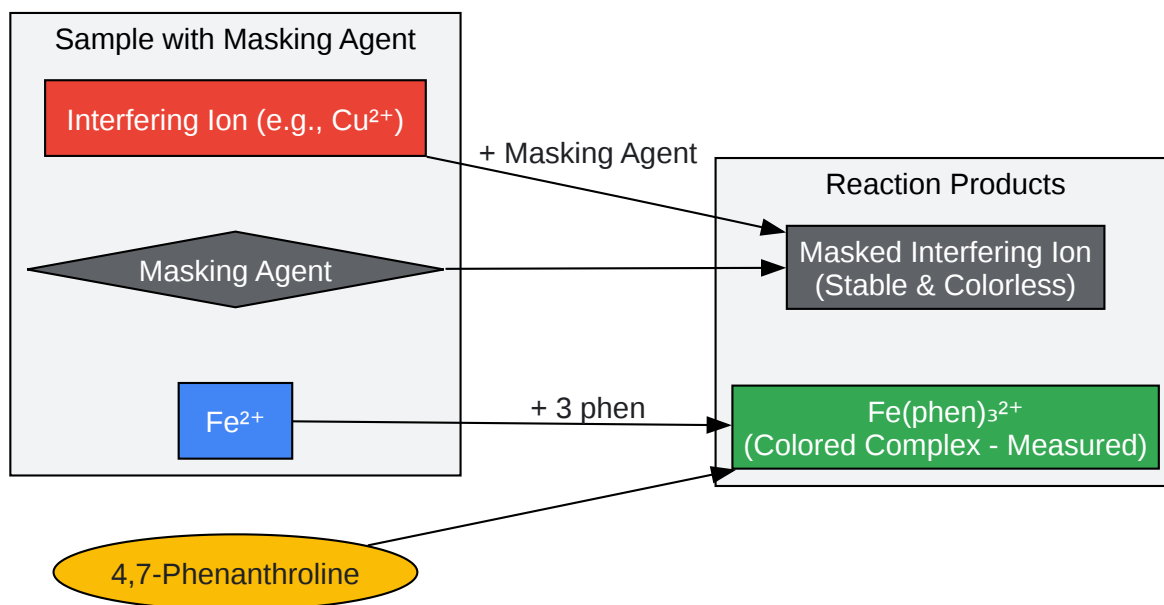 Sample with Masking Agent
Interfering Ion (e.g., Cu²⁺)
+ Masking Agent
Reaction Products
Masking Agent
Masked Interfering Ion
(Stable & Colorless)
Fe²⁺
+ 3 phen
Fe(phen)₃²⁺
(Colored Complex - Measured)
4,7-Phenanthroline